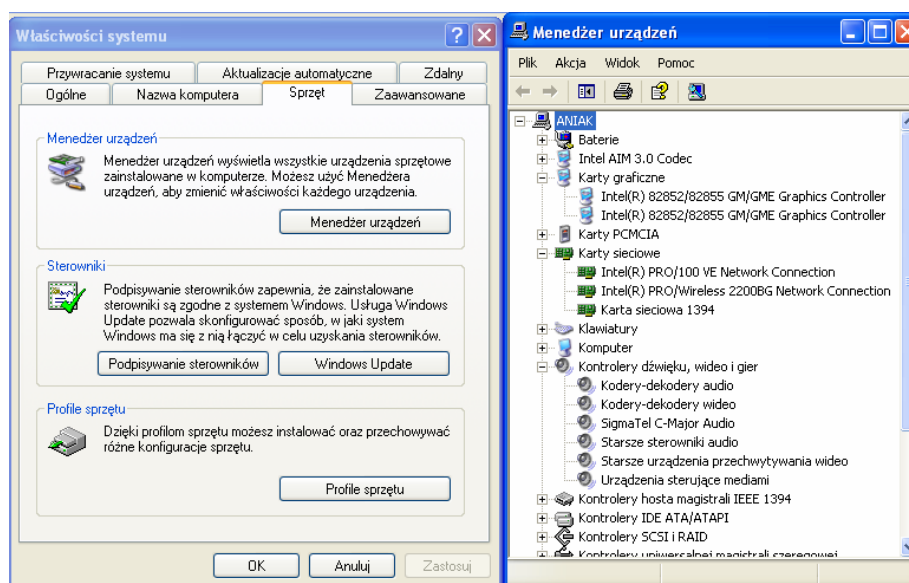 Właściwości systemu
Przywracanie systemu
Aktualizacje automatyczne
Zdalny
Ogólne
Nazwa komputera
Sprzęt
Zaawansowane
Menedżer urządzeń
Menedżer urządzeń wyświetla wszystkie urządzenia sprzętowe
zainstalowane w komputerze. Możesz użyć Menedżera
urządzeń, aby zmienić właściwości każdego urządzenia.
Menedżer urządzeń
Sterowniki
Podpisywanie sterowników zapewnia, że zainstalowane
sterowniki są zgodne z systemem Windows. Usługa Windows
Update pozwala skonfigurować sposób, w jaki system
Windows ma się z nią łączyć w celu uzyskania sterowników.
Podpisywanie sterowników
Windows Update
Profile sprzętu
Dzięki profilom sprzętu możesz instalować oraz przechowywać
różne konfiguracje sprzętu.
Profile sprzętu
OK
Anuluj
Zastosuj
Menedżer urządzeń
Plik Akcja Widok Pomoc
ANIAK
Baterie
Intel AIM 3.0 Codec
Karty graficzne
Intel(R) 82852/82855 GM/GME Graphics Controller
Intel(R) 82852/82855 GM/GME Graphics Controller
Karty PCMCIA
Karty sieciowe
Intel(R) PRO/100 VE Network Connection
Intel(R) PRO/Wireless 2200BG Network Connection
Karta sieciowa 1394
Klawiatury
Komputer
Kontrolery dźwięku, wideo i gier
Kodery-dekodery audio
Kodery-dekodery wideo
SigmaTel C-Major Audio
Starsze sterowniki audio
Starsze urządzenia przechwytywania wideo
Urządzenia sterujące mediami
Kontrolery hosta magistrali IEEE 1394
Kontrolery IDE ATA/ATAPI
Kontrolery SCSI i RAID
Kontrolery uniwersalnej magistrali szeregowej